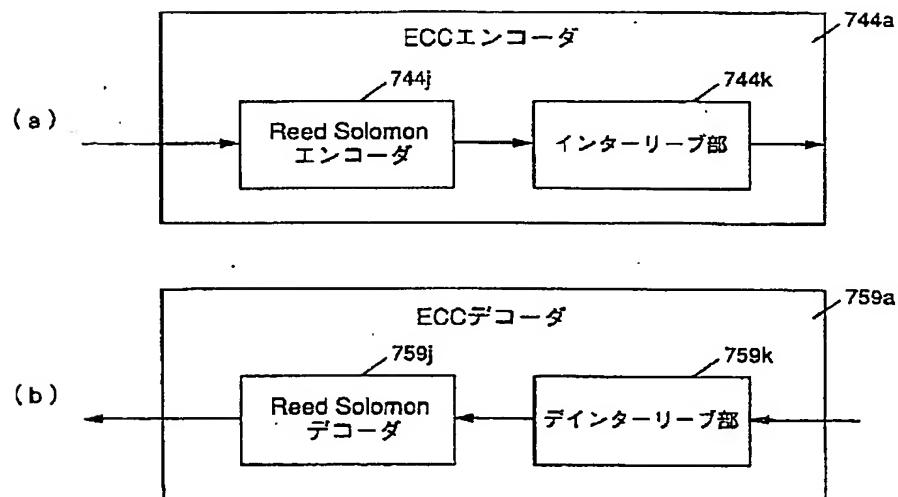 744a
ECCエンコーダ
744j
744k
(a)
Reed Solomon
エンコーダ
インターリーブ部
759a
ECCデコーダ
759j
759k
(b)
Reed Solomon
デコーダ
デインターリーブ部